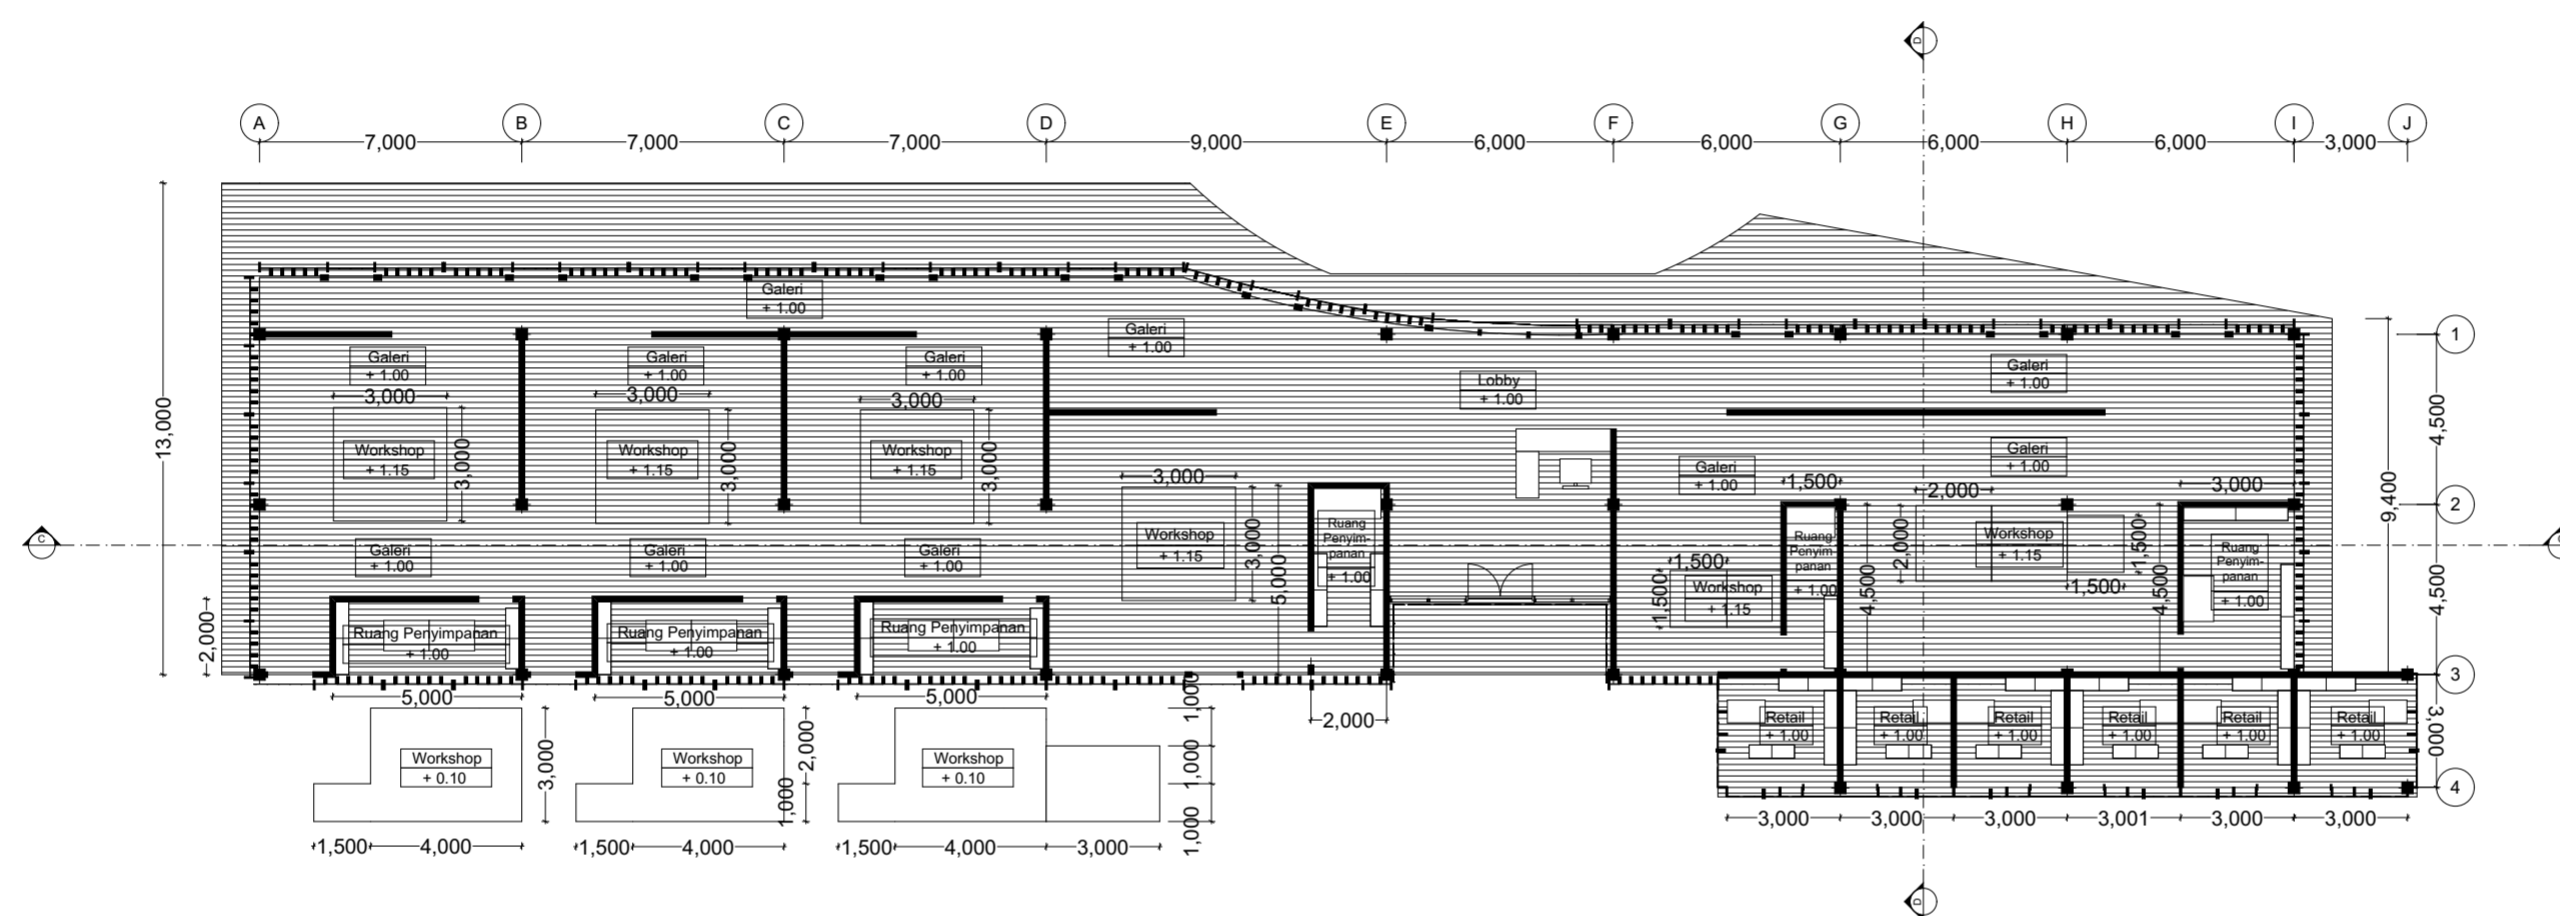 D
A
B
C
D
E
F
G
H
I
J
7,000
7,000
7,000
9,000
6,000
6,000
6,000
6,000
3,000
13,000
Galeri
+ 1.00
Galeri
+ 1.00
1
Galeri
+ 1.00
Galeri
+ 1.00
Galeri
+ 1.00
Lobby
+ 1.00
Galeri
+ 1.00
3,000
3,000
3,000
4,500
Workshop
+ 1.15
3,000
Workshop
+ 1.15
3,000
Workshop
+ 1.15
3,000
Galeri
+ 1.00
Galeri
+ 1.00
3,000
1,500
2,000
3,000
9,400
2
Workshop
+ 1.15
3,000
5,000
Ruang
Penyim-
panan
+ 1.00
Ruang
Penyim
panan
+ 1.00
4,500
2,000
Workshop
+ 1.15
1,500
1,500
4,500
Ruang
Penyim-
panan
+ 1.00
4,500
C
Galeri
+ 1.00
Galeri
+ 1.00
Galeri
+ 1.00
1,500
1,500
Workshop
+ 1.15
2,000
Ruang Penyimpanan
+ 1.00
Ruang Penyimpanan
+ 1.00
Ruang Penyimpanan
+ 1.00
3
5,000
5,000
5,000
1,000
2,000
Retail
+ 1.00
Retail
+ 1.00
Retail
+ 1.00
Retail
+ 1.00
Retail
+ 1.00
Retail
+ 1.00
3,000
Workshop
+ 0.10
3,000
Workshop
+ 0.10
2,000
1,000
Workshop
+ 0.10
1,000
1,000
4
3,000
3,000
3,000
3,001
3,000
3,000
1,500
4,000
1,500
4,000
1,500
4,000
3,000
D